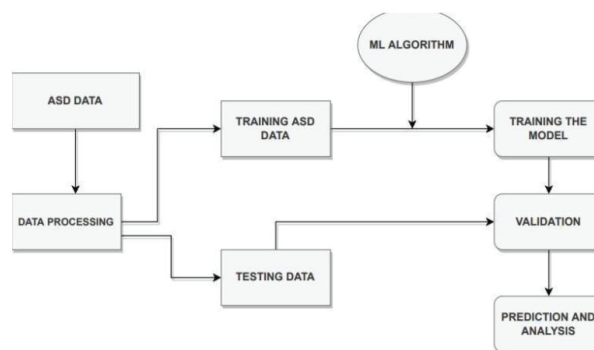 ML ALGORITHM
ASD DATA
TRAINING ASD
DATA
TRAINING THE
MODEL
DATA PROCESSING
TESTING DATA
VALIDATION
PREDICTION AND
ANALYSIS